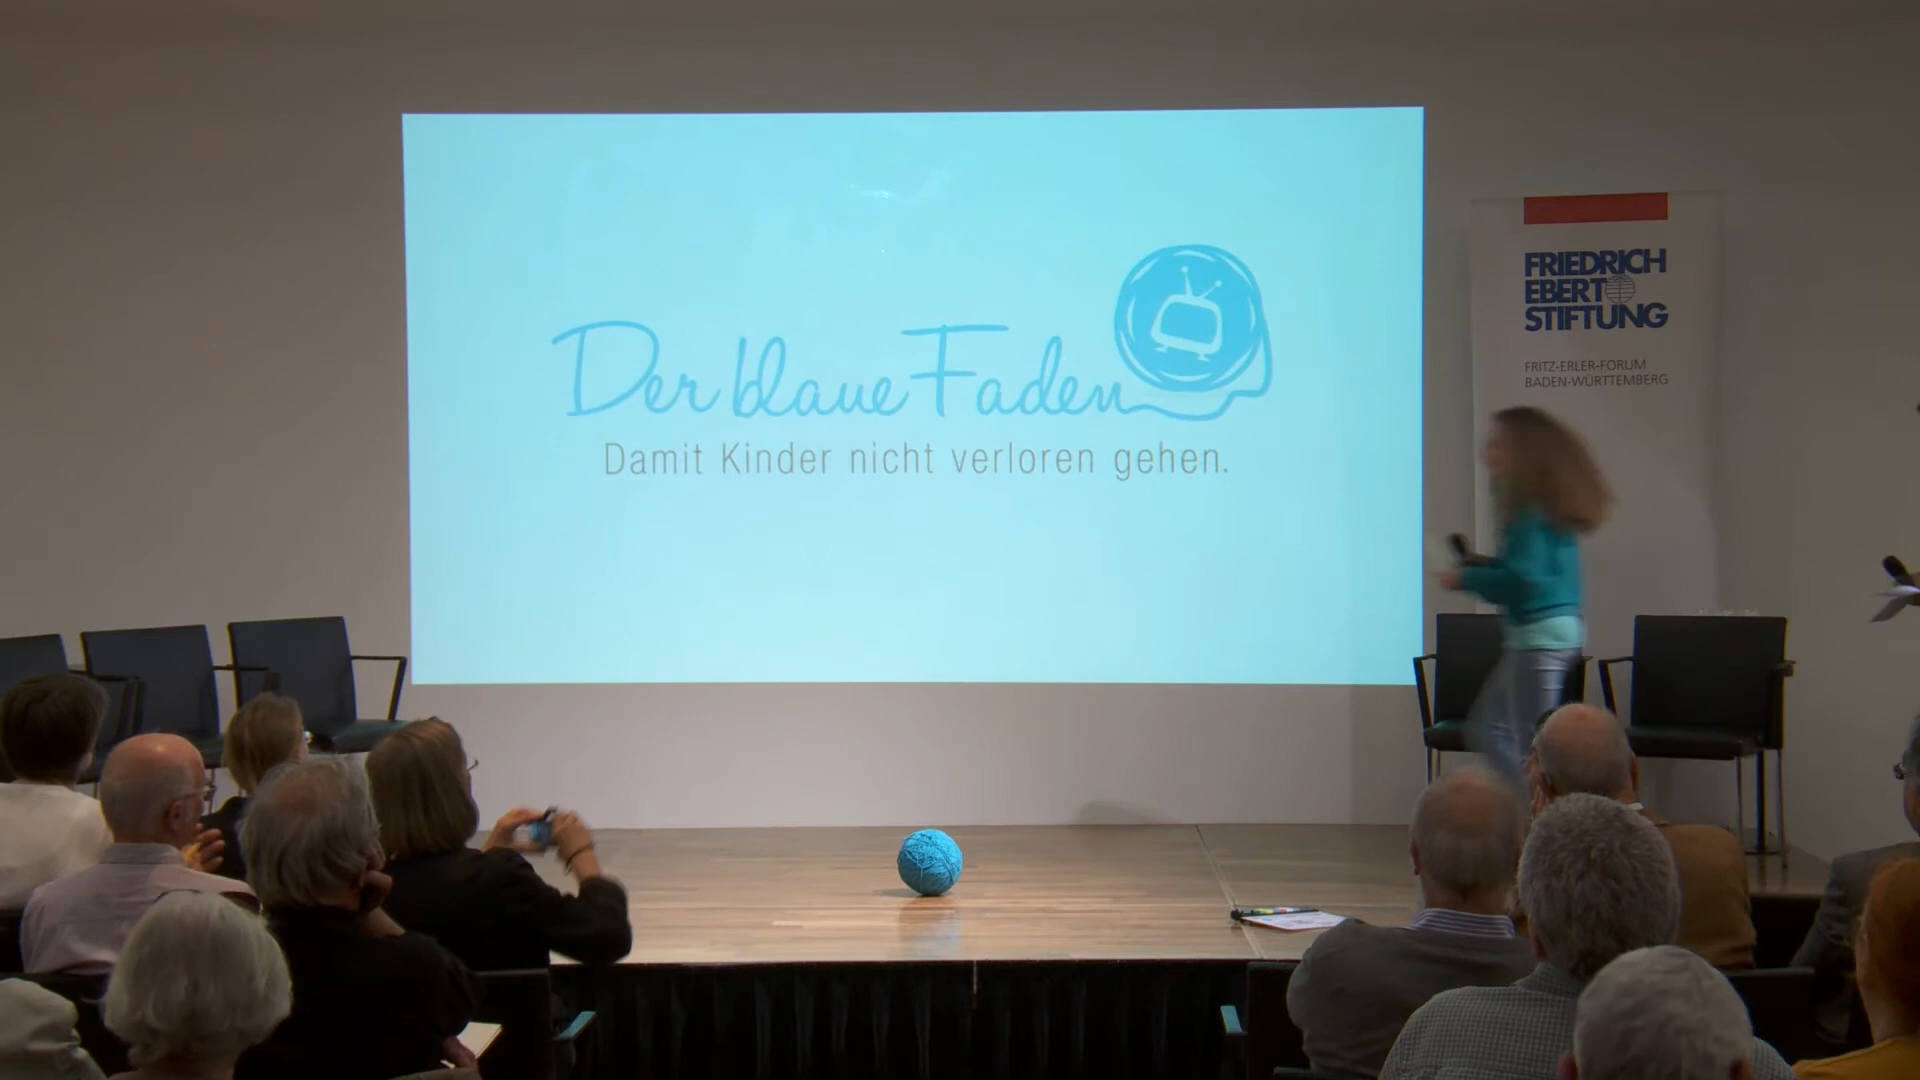 Der blaue Faden
Damit Kinder nicht verloren gehen.
FRIEDRICH
EBERT
STIFTUNG
FRITZ-ERLER-FORUM
BADEN-WÜRTTEMBERG